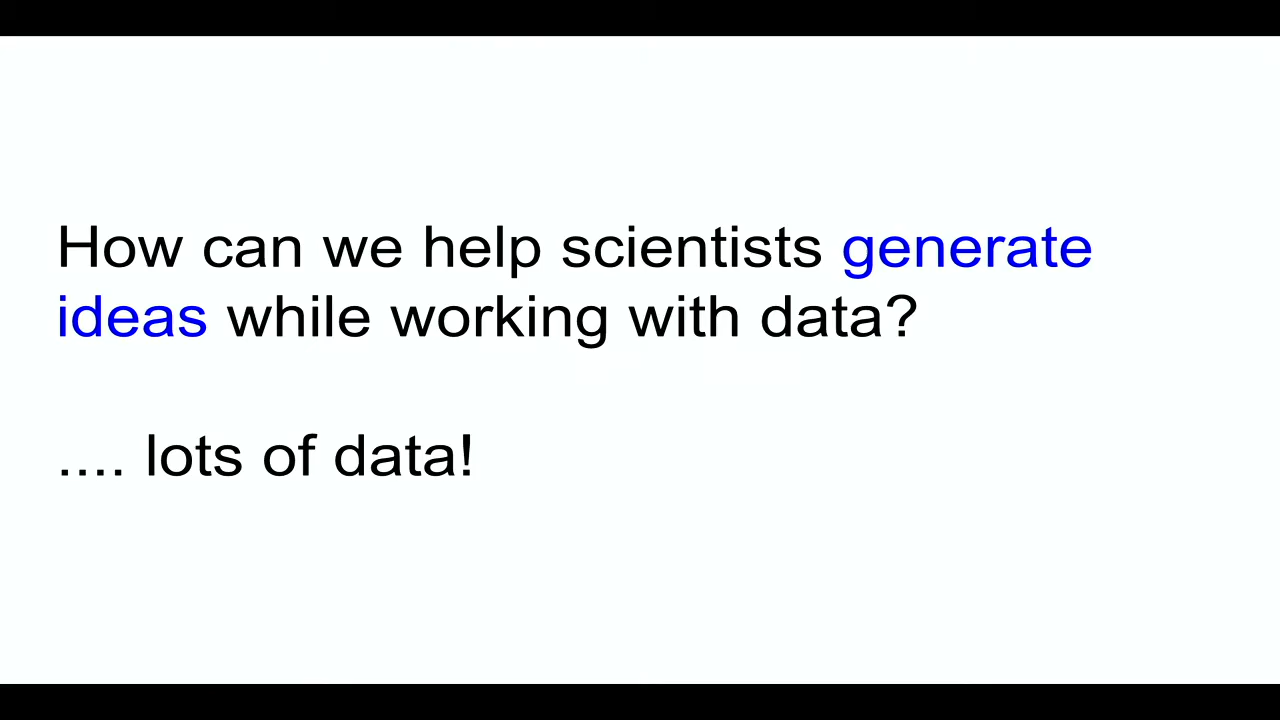 How can we help scientists generate
ideas while working with data?
.... lots of data!